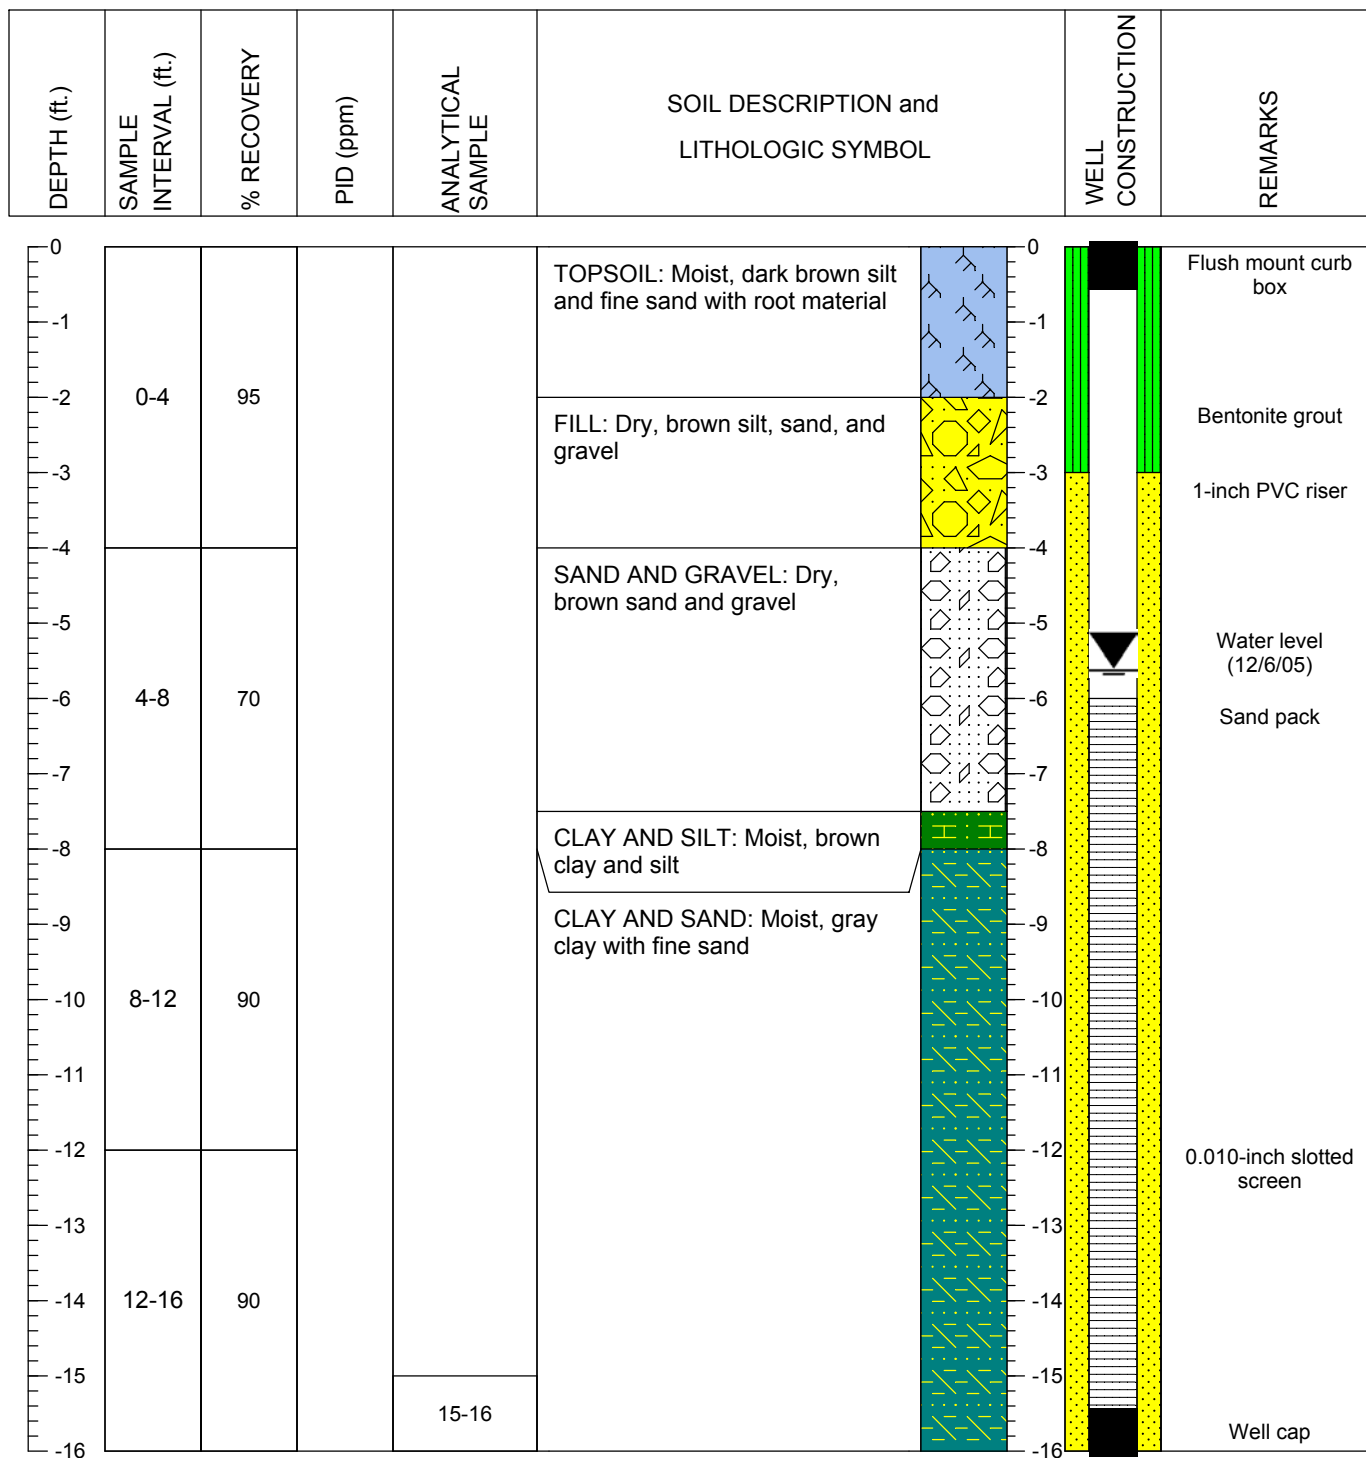 DEPTH (ft.)
SAMPLE
INTERVAL (ft.)
% RECOVERY
PID (ppm)
ANALYTICAL
SAMPLE
SOIL DESCRIPTION and
LITHOLOGIC SYMBOL
WELL
CONSTRUCTION
REMARKS
0
-1
-2
-3
-4
-5
-6
-7
-8
-9
-10
-11
-12
-13
-14
-15
-16
0-4
4-8
8-12
12-16
95
70
90
90
15-16
TOPSOIL: Moist, dark brown silt
and fine sand with root material
FILL: Dry, brown silt, sand, and
gravel
SAND AND GRAVEL: Dry,
brown sand and gravel
CLAY AND SILT: Moist, brown
clay and silt
CLAY AND SAND: Moist, gray
clay with fine sand
0
-1
-2
-3
-4
-5
-6
-7
-8
-9
-10
-11
-12
-13
-14
-15
-16
Flush mount curb
box
Bentonite grout
1-inch PVC riser
Water level
(12/6/05)
Sand pack
0.010-inch slotted
screen
Well cap